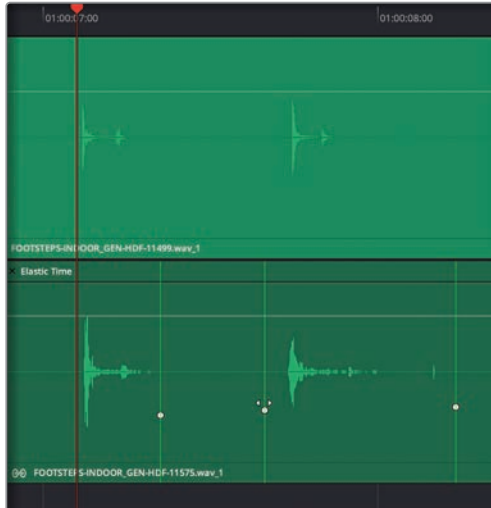 01:00:07:00
01:00:08:00
FOOTSTEPS-INDOOR_GEN-HDF-11499.wav_1
× Elastic Time
FOOTSTEPS-INDOOR_GEN-HDF-11575.wav_1